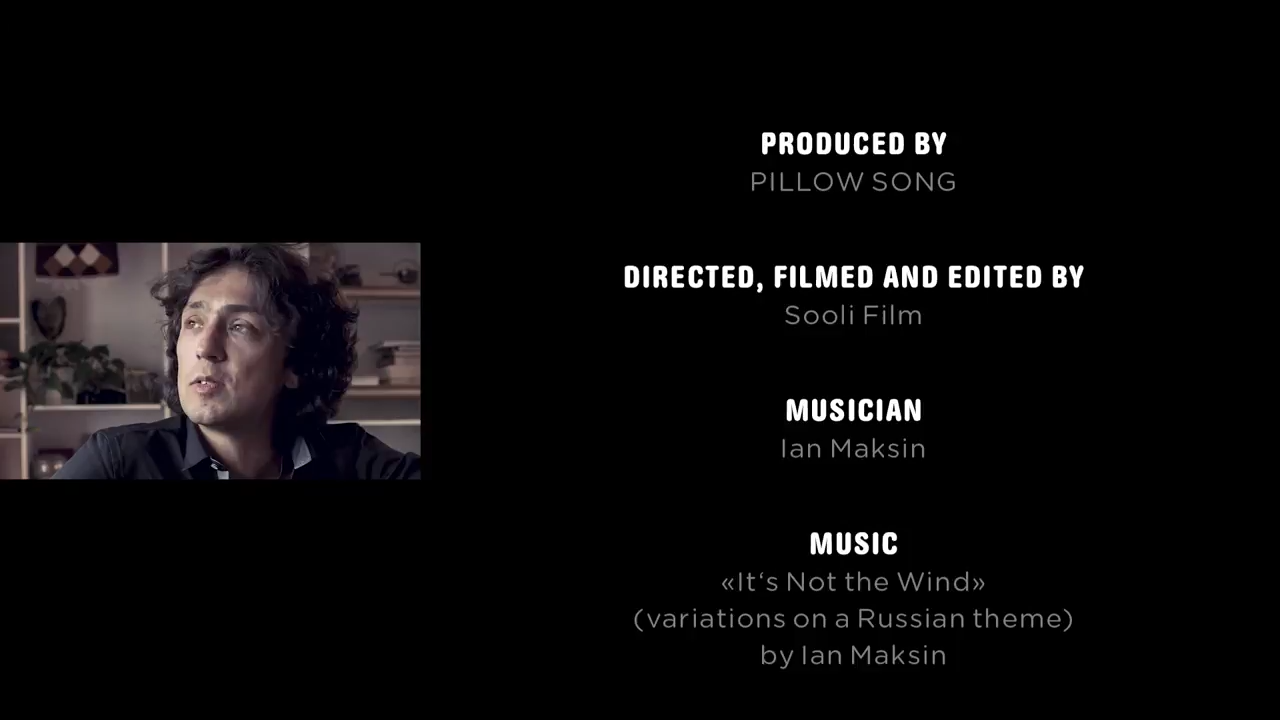 PRODUCED BY
PILLOW SONG
DIRECTED, FILMED AND EDITED BY
Sooli Film
MUSICIAN
Ian Maksin
MUSIC
«It‘s Not the Wind»
(variations on a Russian theme)
by Ian Maksin